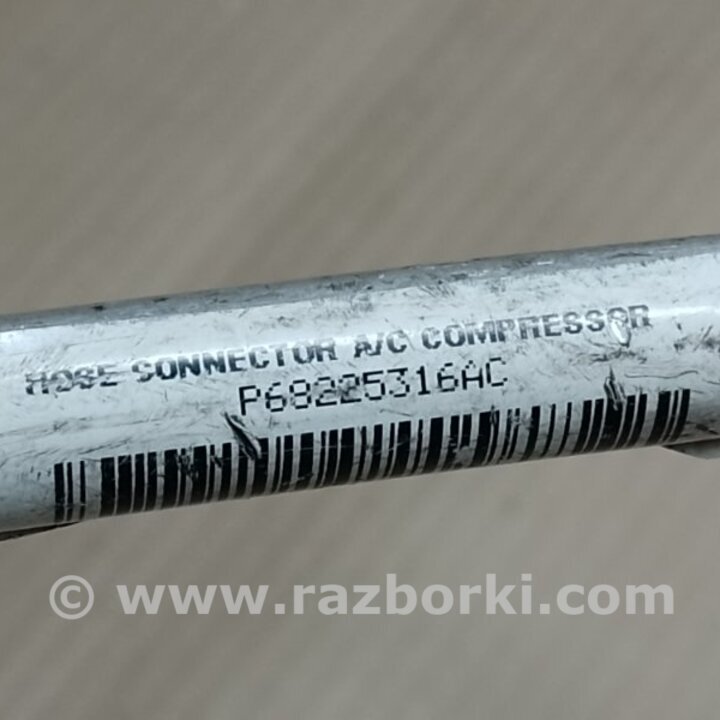 HOSE CONNECTOR A/C COMPRESSOR
P68225316AC
© www.razborki.com